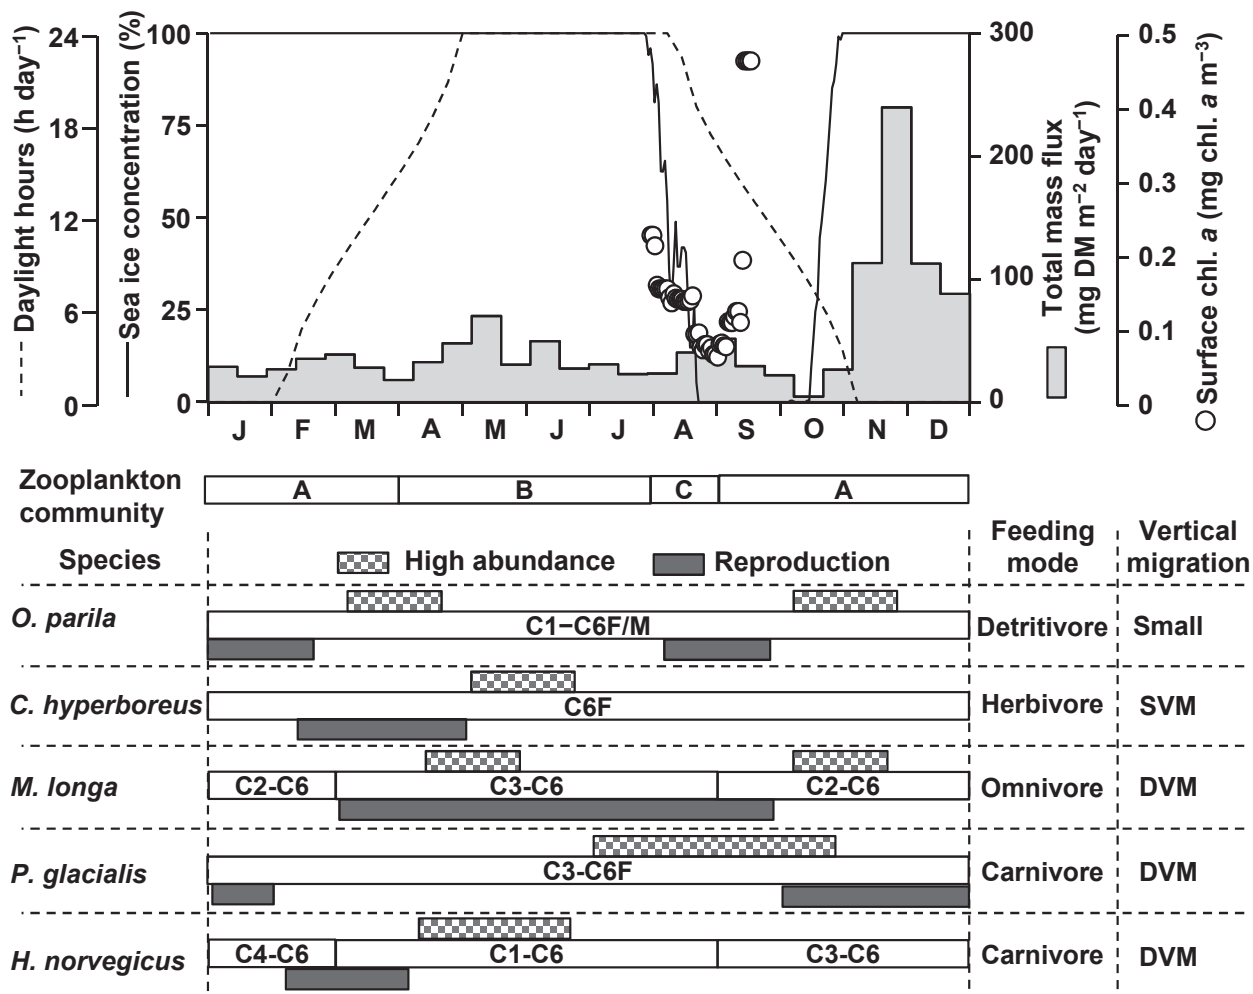 Daylight hours (h day⁻¹)
24
18
12
6
0
Sea ice concentration (%)
100
75
50
25
0
300
200
100
0
Total mass flux
(mg DM m⁻² day⁻¹)
0.5
0.4
0.3
0.2
0.1
0
Surface chl. a (mg chl. a m⁻³)
J F M A M J J A S O N D
Zooplankton
community
A B C A
Species
High abundance
Reproduction
Feeding
mode
Vertical
migration
O. parila
C1−C6F/M
Detritivore
Small
C. hyperboreus
C6F
Herbivore
SVM
M. longa
C2-C6
C3-C6
C2-C6
Omnivore
DVM
P. glacialis
C3-C6F
Carnivore
DVM
H. norvegicus
C4-C6
C1-C6
C3-C6
Carnivore
DVM